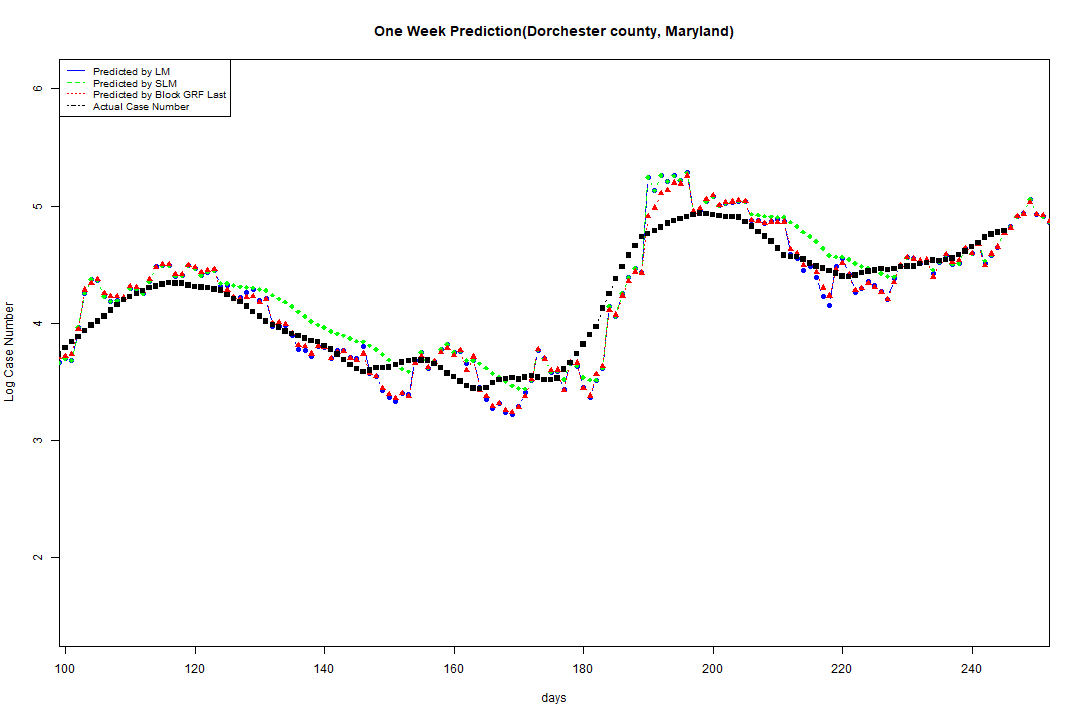 One Week Prediction(Dorchester county, Maryland)
Predicted by LM
Predicted by SLM
Predicted by Block GRF Last
Actual Case Number
6
5
4
3
2
Log Case Number
100 120 140 160 180 200 220 240
days